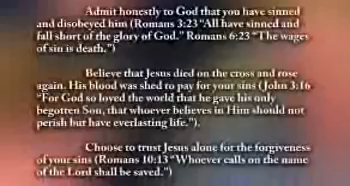 Admit honestly to God that you have sinned
and disobeyed him (Romans 3:23 “All have sinned and
fall short of the glory of God.” Romans 6:23 “The wages
of sin is death.”)
Believe that Jesus died on the cross and rose
again. His blood was shed to pay for your sins (John 3:16
“For God so loved the world that he gave his only
begotten Son, that whoever believes in Him should not
perish but have everlasting life.”).
Choose to trust Jesus alone for the forgiveness
of your sins (Romans 10:13 “Whoever calls on the name
of the Lord shall be saved.”)